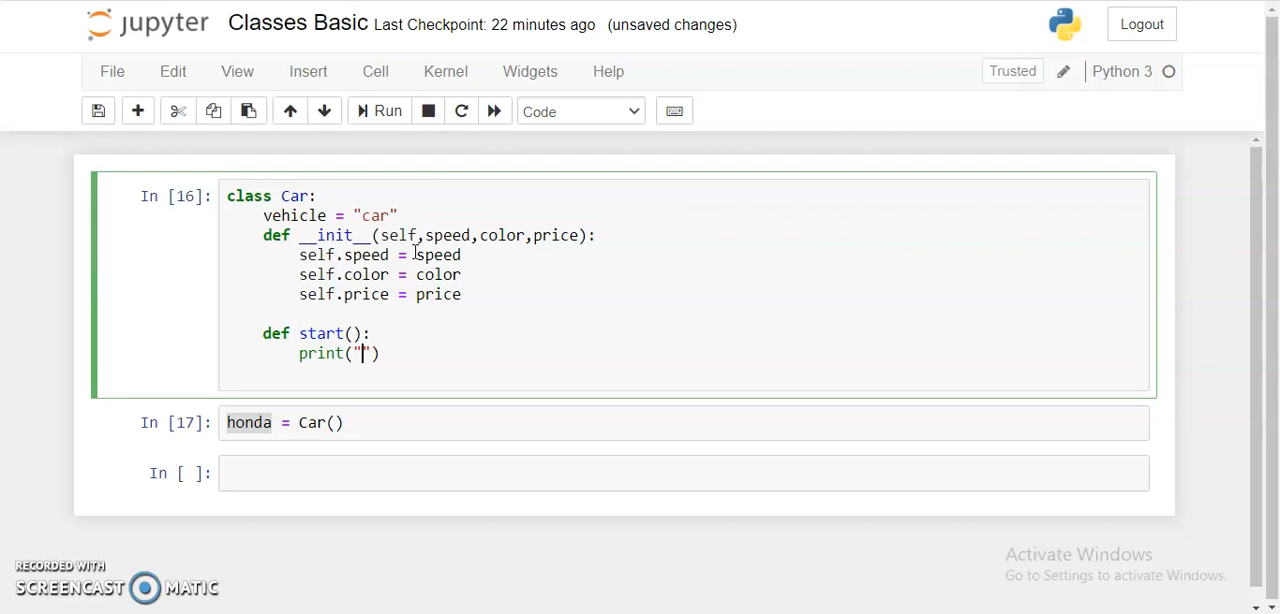 jupyter Classes Basic Last Checkpoint: 22 minutes ago (unsaved changes) Logout
File Edit View Insert Cell Kernel Widgets Help Trusted Python 3
Run Code
In [16]: class Car:
vehicle = "car"
def __init__(self,speed,color,price):
self.speed = speed
self.color = color
self.price = price
def start():
print("")
In [17]: honda = Car()
In [ ]:
Activate Windows
Go to Settings to activate Windows.
RECORDED WITH
SCREENCAST MATIC